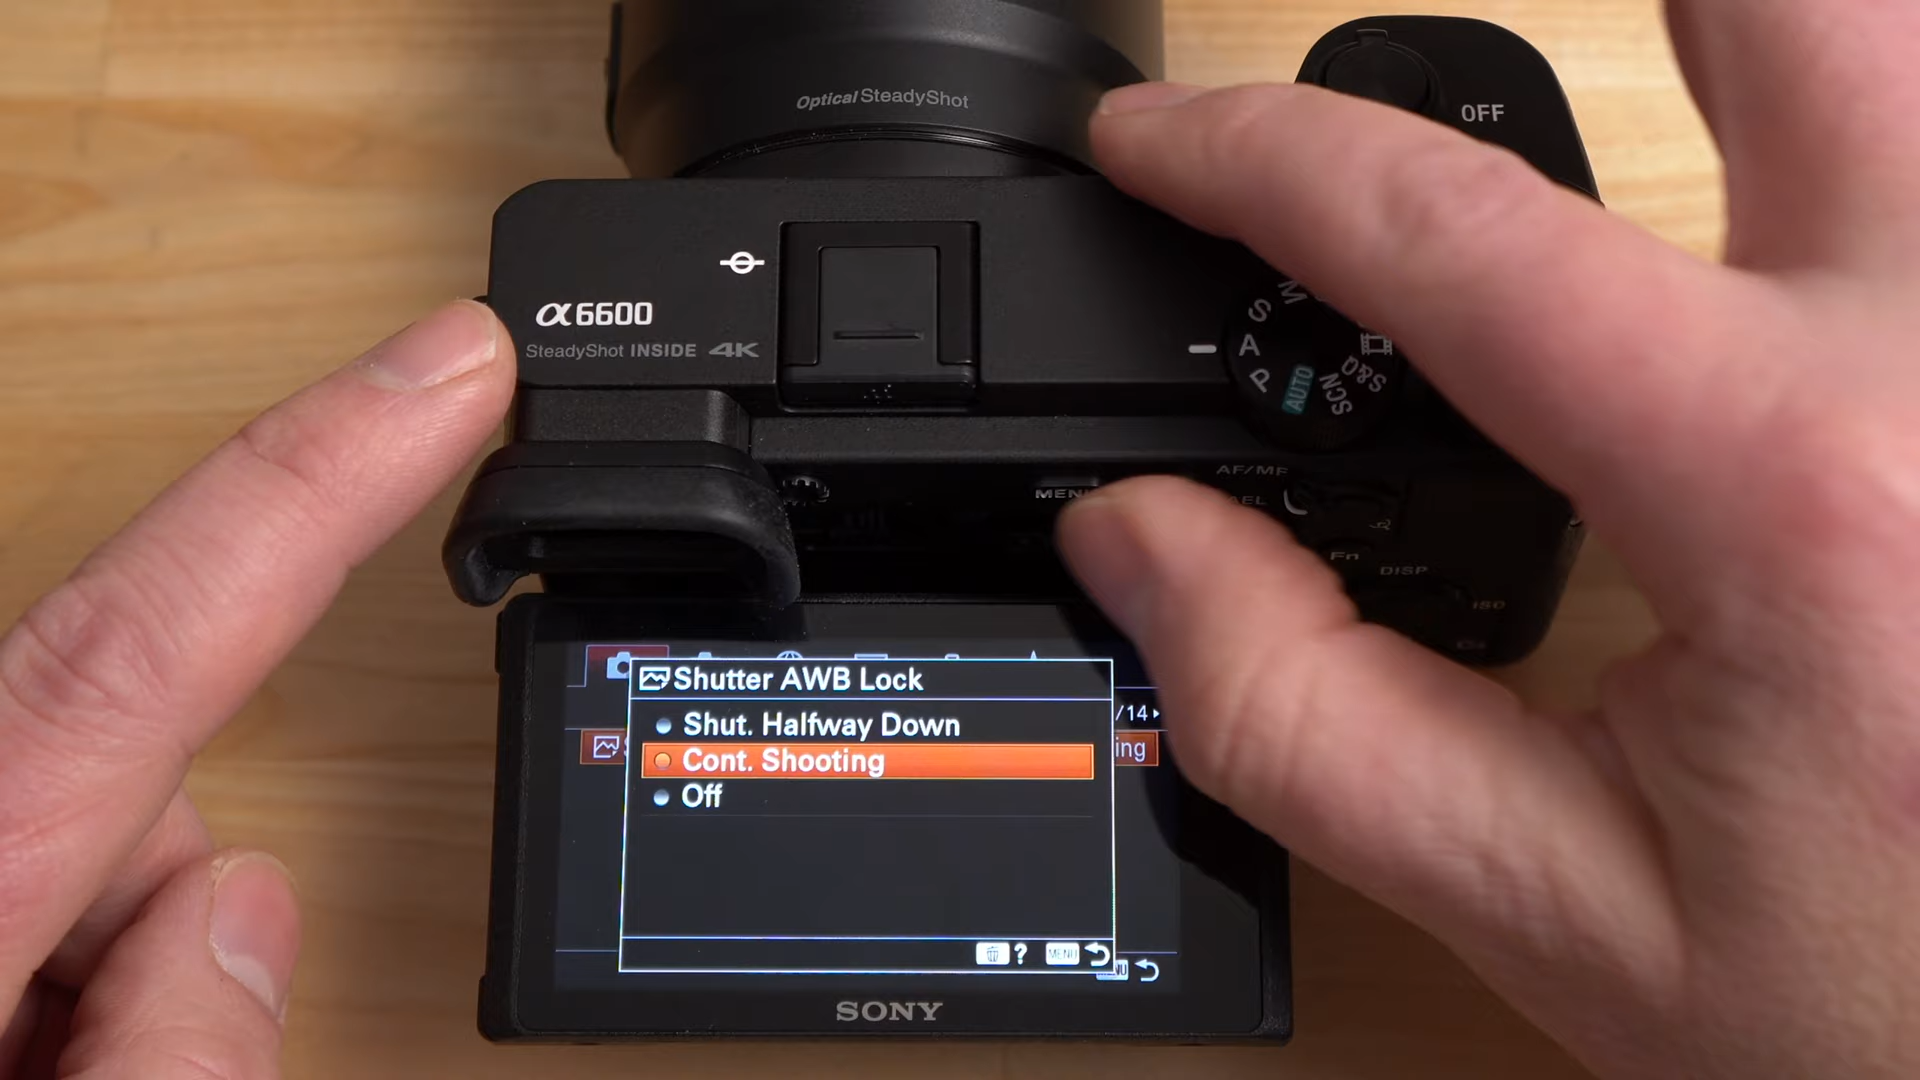 Optical SteadyShot
OFF
α6600
SteadyShot INSIDE 4K
M
S
A
P
AUTO
SCN
S&Q
AF/MF
AEL
MENU
Fn
DISP
ISO
Shutter AWB Lock
/14
Shut. Halfway Down
Cont. Shooting
ing
Off
? MENU
SONY